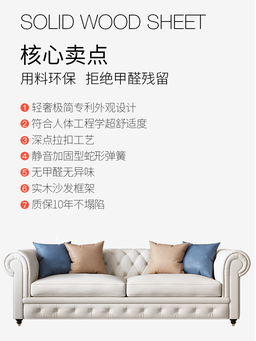 SOLID WOOD SHEET
核心卖点
用料环保 拒绝甲醛残留
1 轻奢极简专利外观设计
2 符合人体工程学超舒适度
3 深点拉扣工艺
4 静音加固型蛇形弹簧
5 无甲醛无异味
6 实木沙发框架
7 质保10年不塌陷